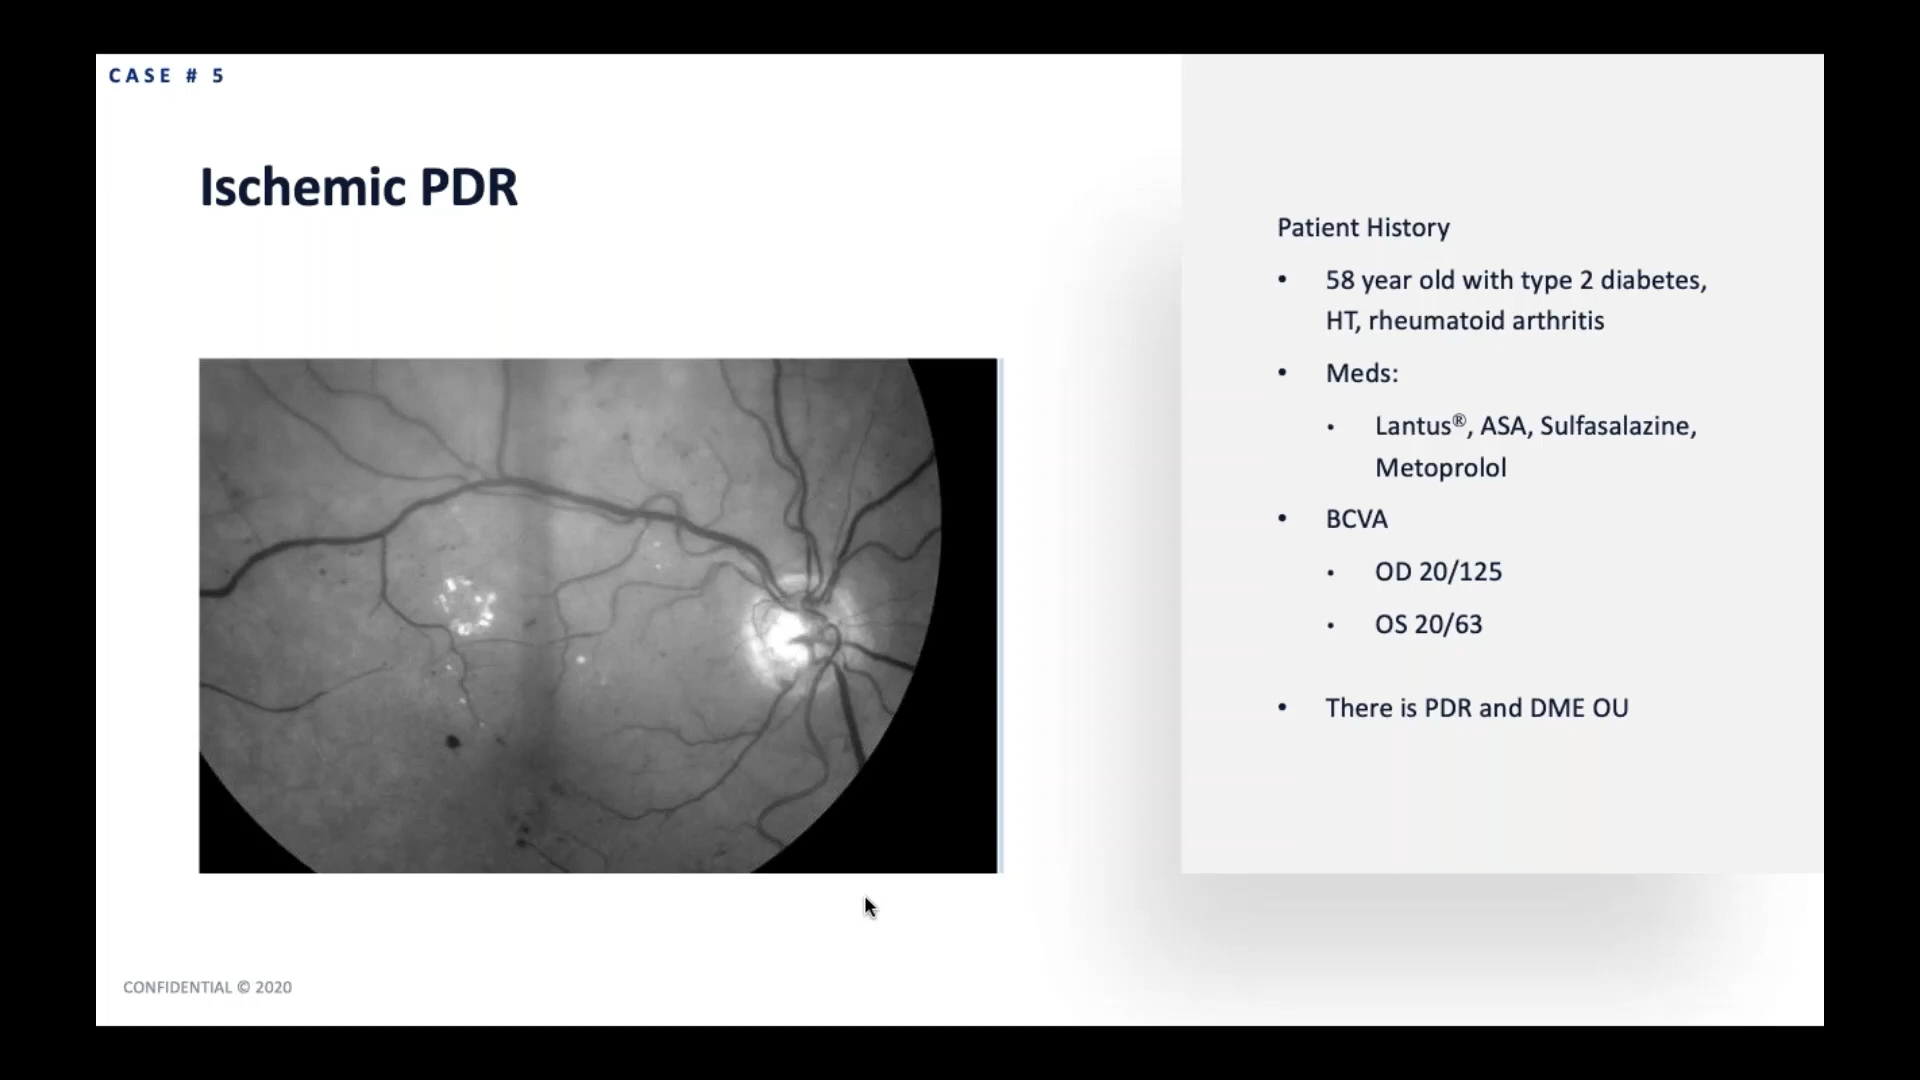 CASE # 5
Ischemic PDR
Patient History
• 58 year old with type 2 diabetes,
HT, rheumatoid arthritis
• Meds:
• Lantus®, ASA, Sulfasalazine,
Metoprolol
• BCVA
• OD 20/125
• OS 20/63
• There is PDR and DME OU
CONFIDENTIAL © 2020